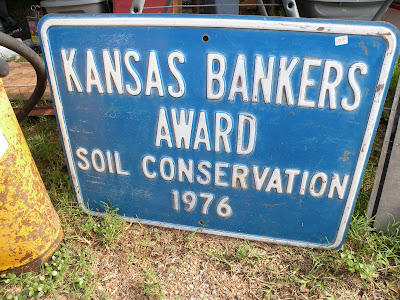 KANSAS BANKERS
AWARD
SOIL CONSERVATION
1976